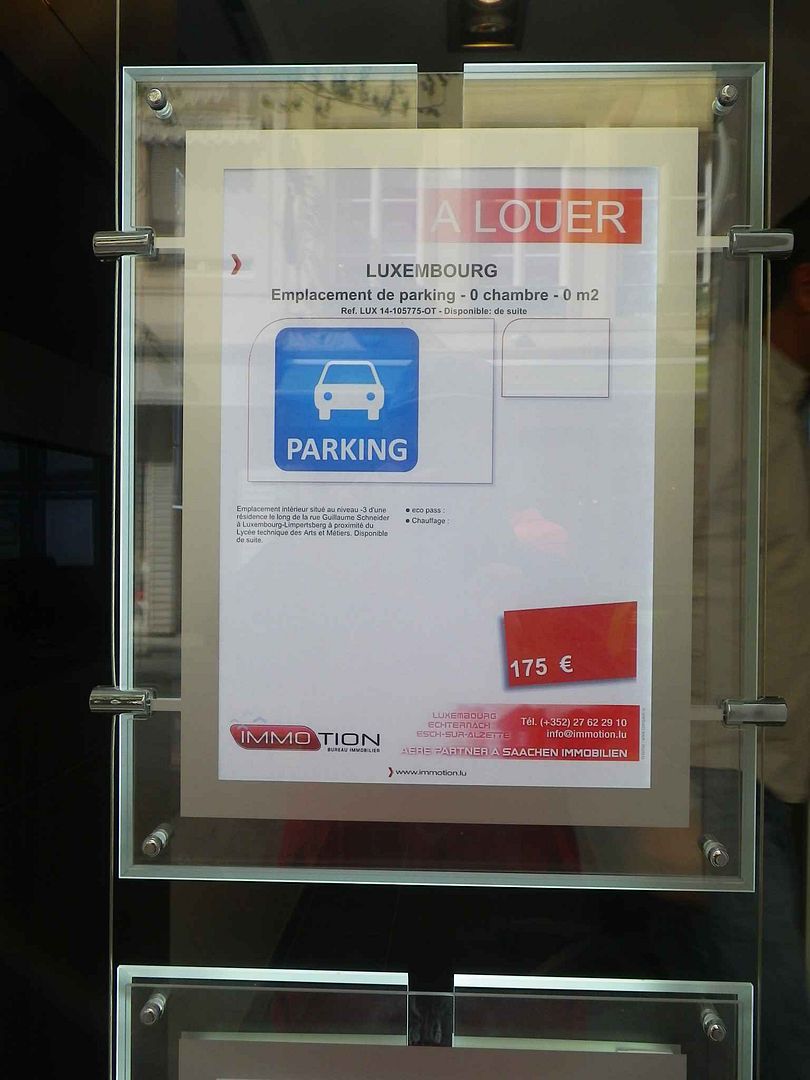 A LOUER
LUXEMBOURG
Emplacement de parking - 0 chambre - 0 m2
Ref. LUX 14-105775-OT - Disponible: de suite
PARKING
Emplacement intérieur situé au niveau -3 d'une
résidence le long de la rue Guillaume Schneider
à Luxembourg-Limpertsberg à proximité du
Lycée technique des Arts et Métiers. Disponible
de suite.
● eco pass :
● Chauffage :
175 €
IMMOTION
BUREAU IMMOBILIER
LUXEMBOURG
ECHTERNACH
ESCH-SUR-ALZETTE
Tél. (+352) 27 62 29 10
info@immotion.lu
AERE PARTNER A SAACHEN IMMOBILIEN
www.immotion.lu